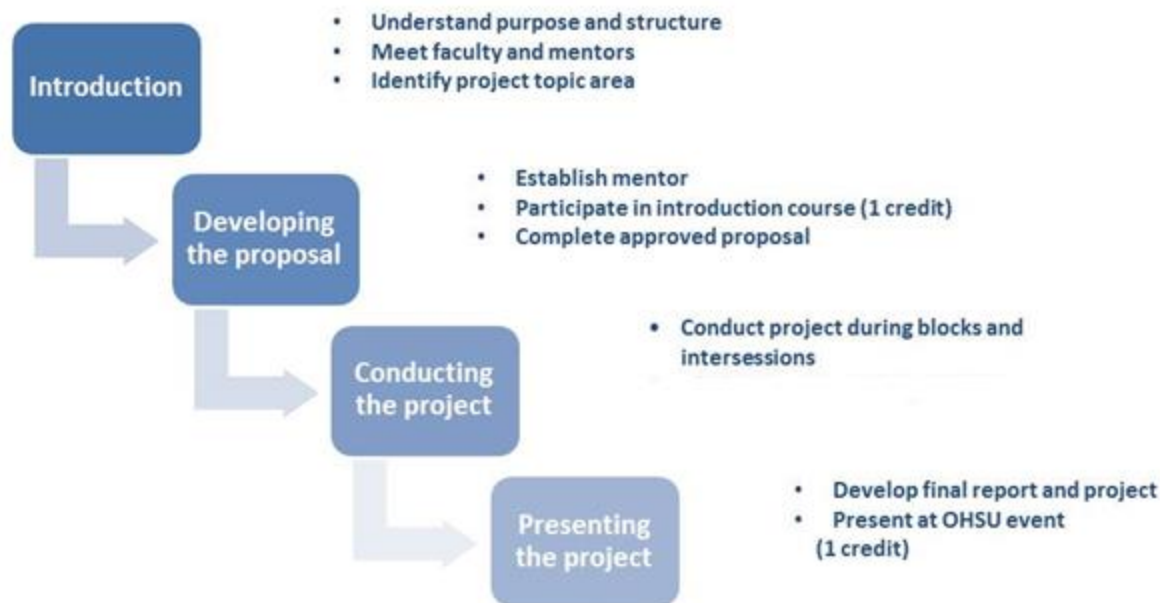 Introduction
• Understand purpose and structure
• Meet faculty and mentors
• Identify project topic area
Developing
the proposal
• Establish mentor
• Participate in introduction course (1 credit)
• Complete approved proposal
Conducting
the project
• Conduct project during blocks and
intersessions
Presenting
the project
• Develop final report and project
• Present at OHSU event
(1 credit)